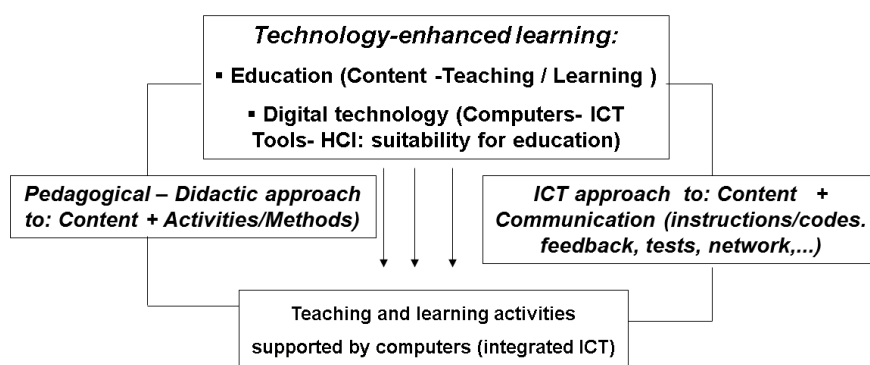 Technology-enhanced learning:
▪ Education (Content -Teaching / Learning )
▪ Digital technology (Computers- ICT
Tools- HCI: suitability for education)
Pedagogical – Didactic approach
to: Content + Activities/Methods)
ICT approach to: Content +
Communication (instructions/codes.
feedback, tests, network,...)
Teaching and learning activities
supported by computers (integrated ICT)